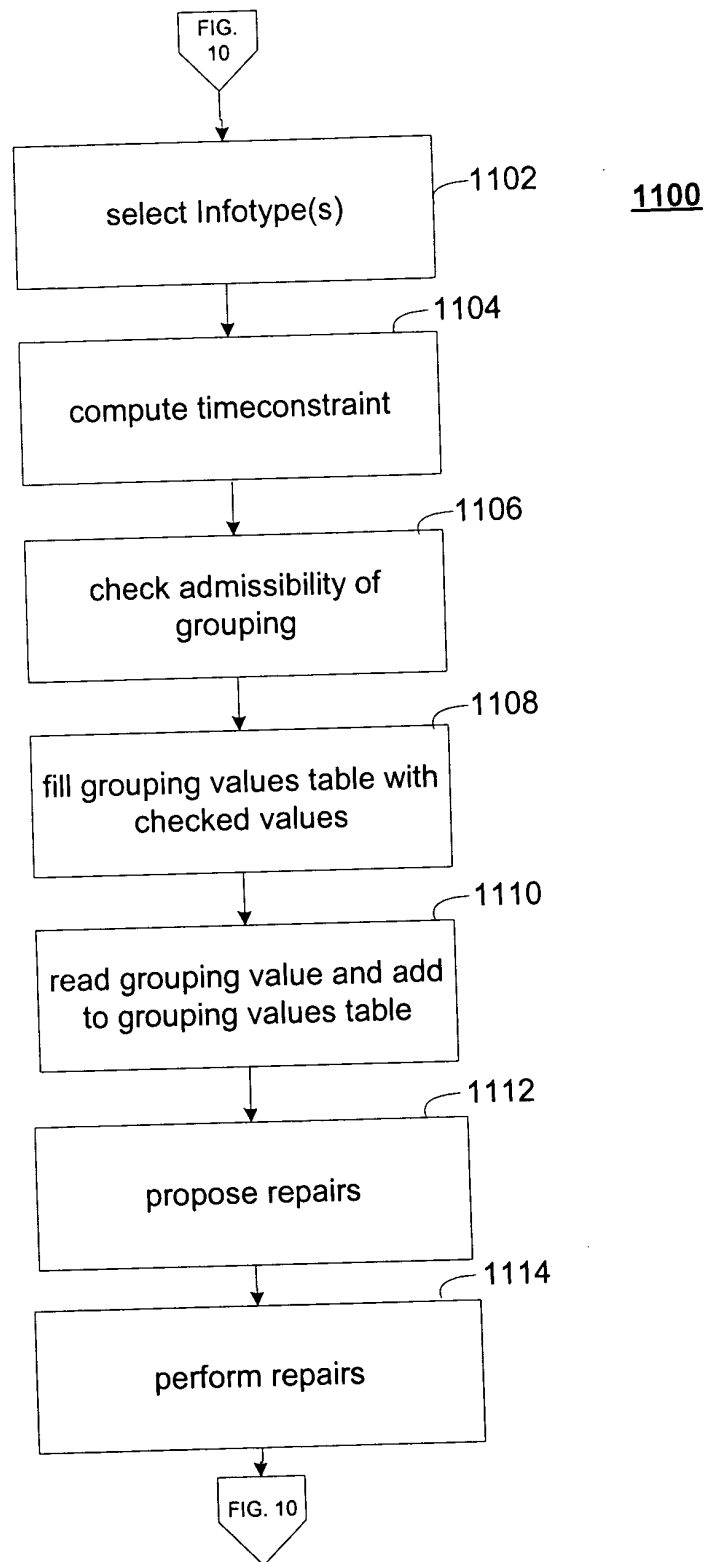 FIG.
10
1102
1100
select Infotype(s)
1104
compute timeconstraint
1106
check admissibility of
grouping
1108
fill grouping values table with
checked values
1110
read grouping value and add
to grouping values table
1112
propose repairs
1114
perform repairs
FIG. 10